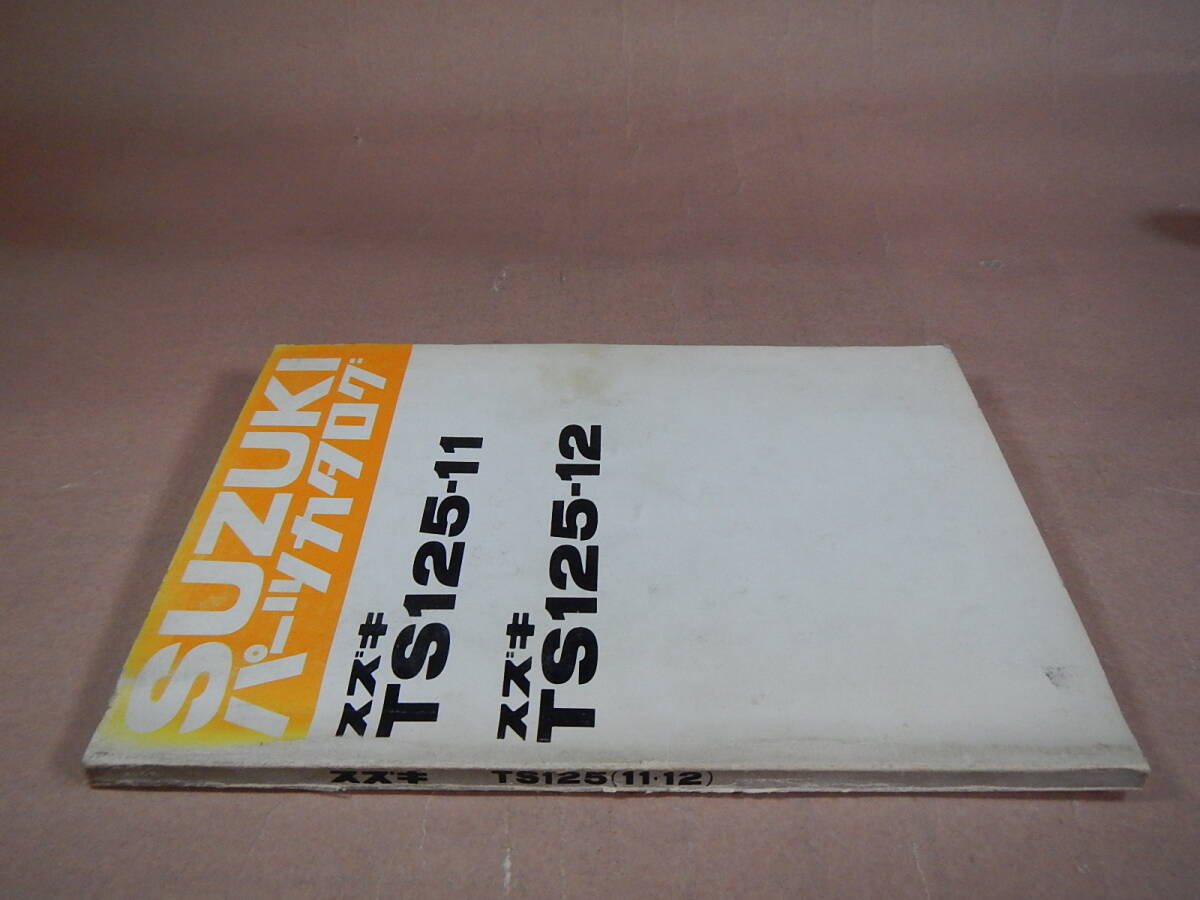 SUZUKI
パーツカタログ
スズキ
TS125-11
スズキ
TS125-12
スズキ TS125(11・12)